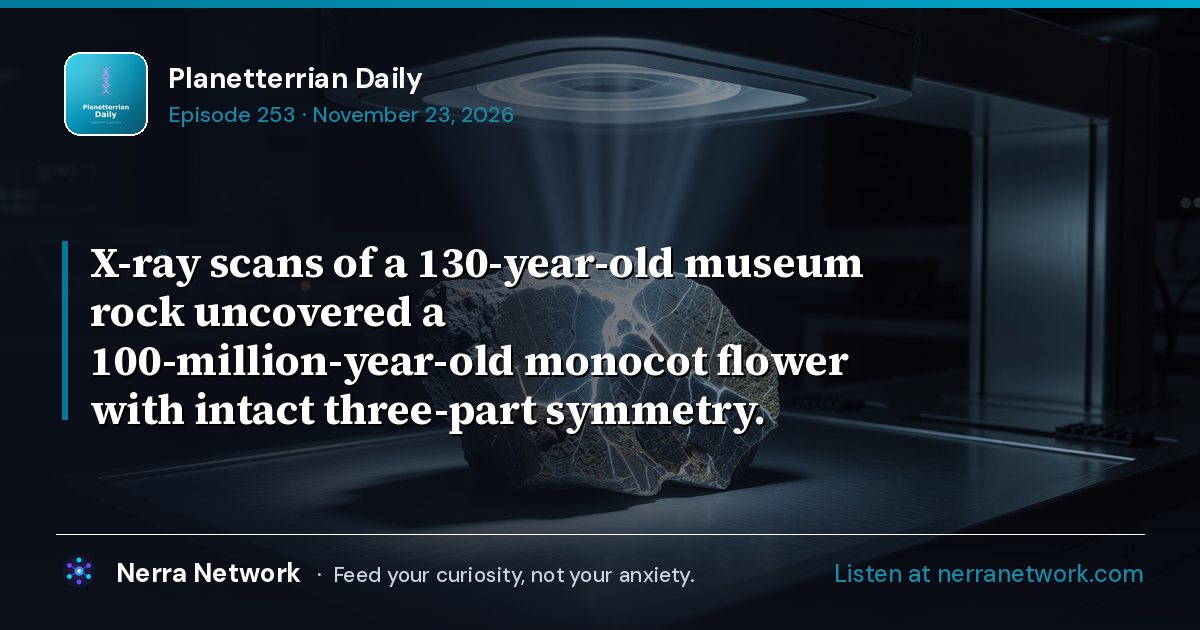 Planetterrian
Daily
Planetterrian Daily
Episode 253 · November 23, 2026
X-ray scans of a 130-year-old museum
rock uncovered a
100-million-year-old monocot flower
with intact three-part symmetry.
Nerra Network · Feed your curiosity, not your anxiety.
Listen at nerranetwork.com